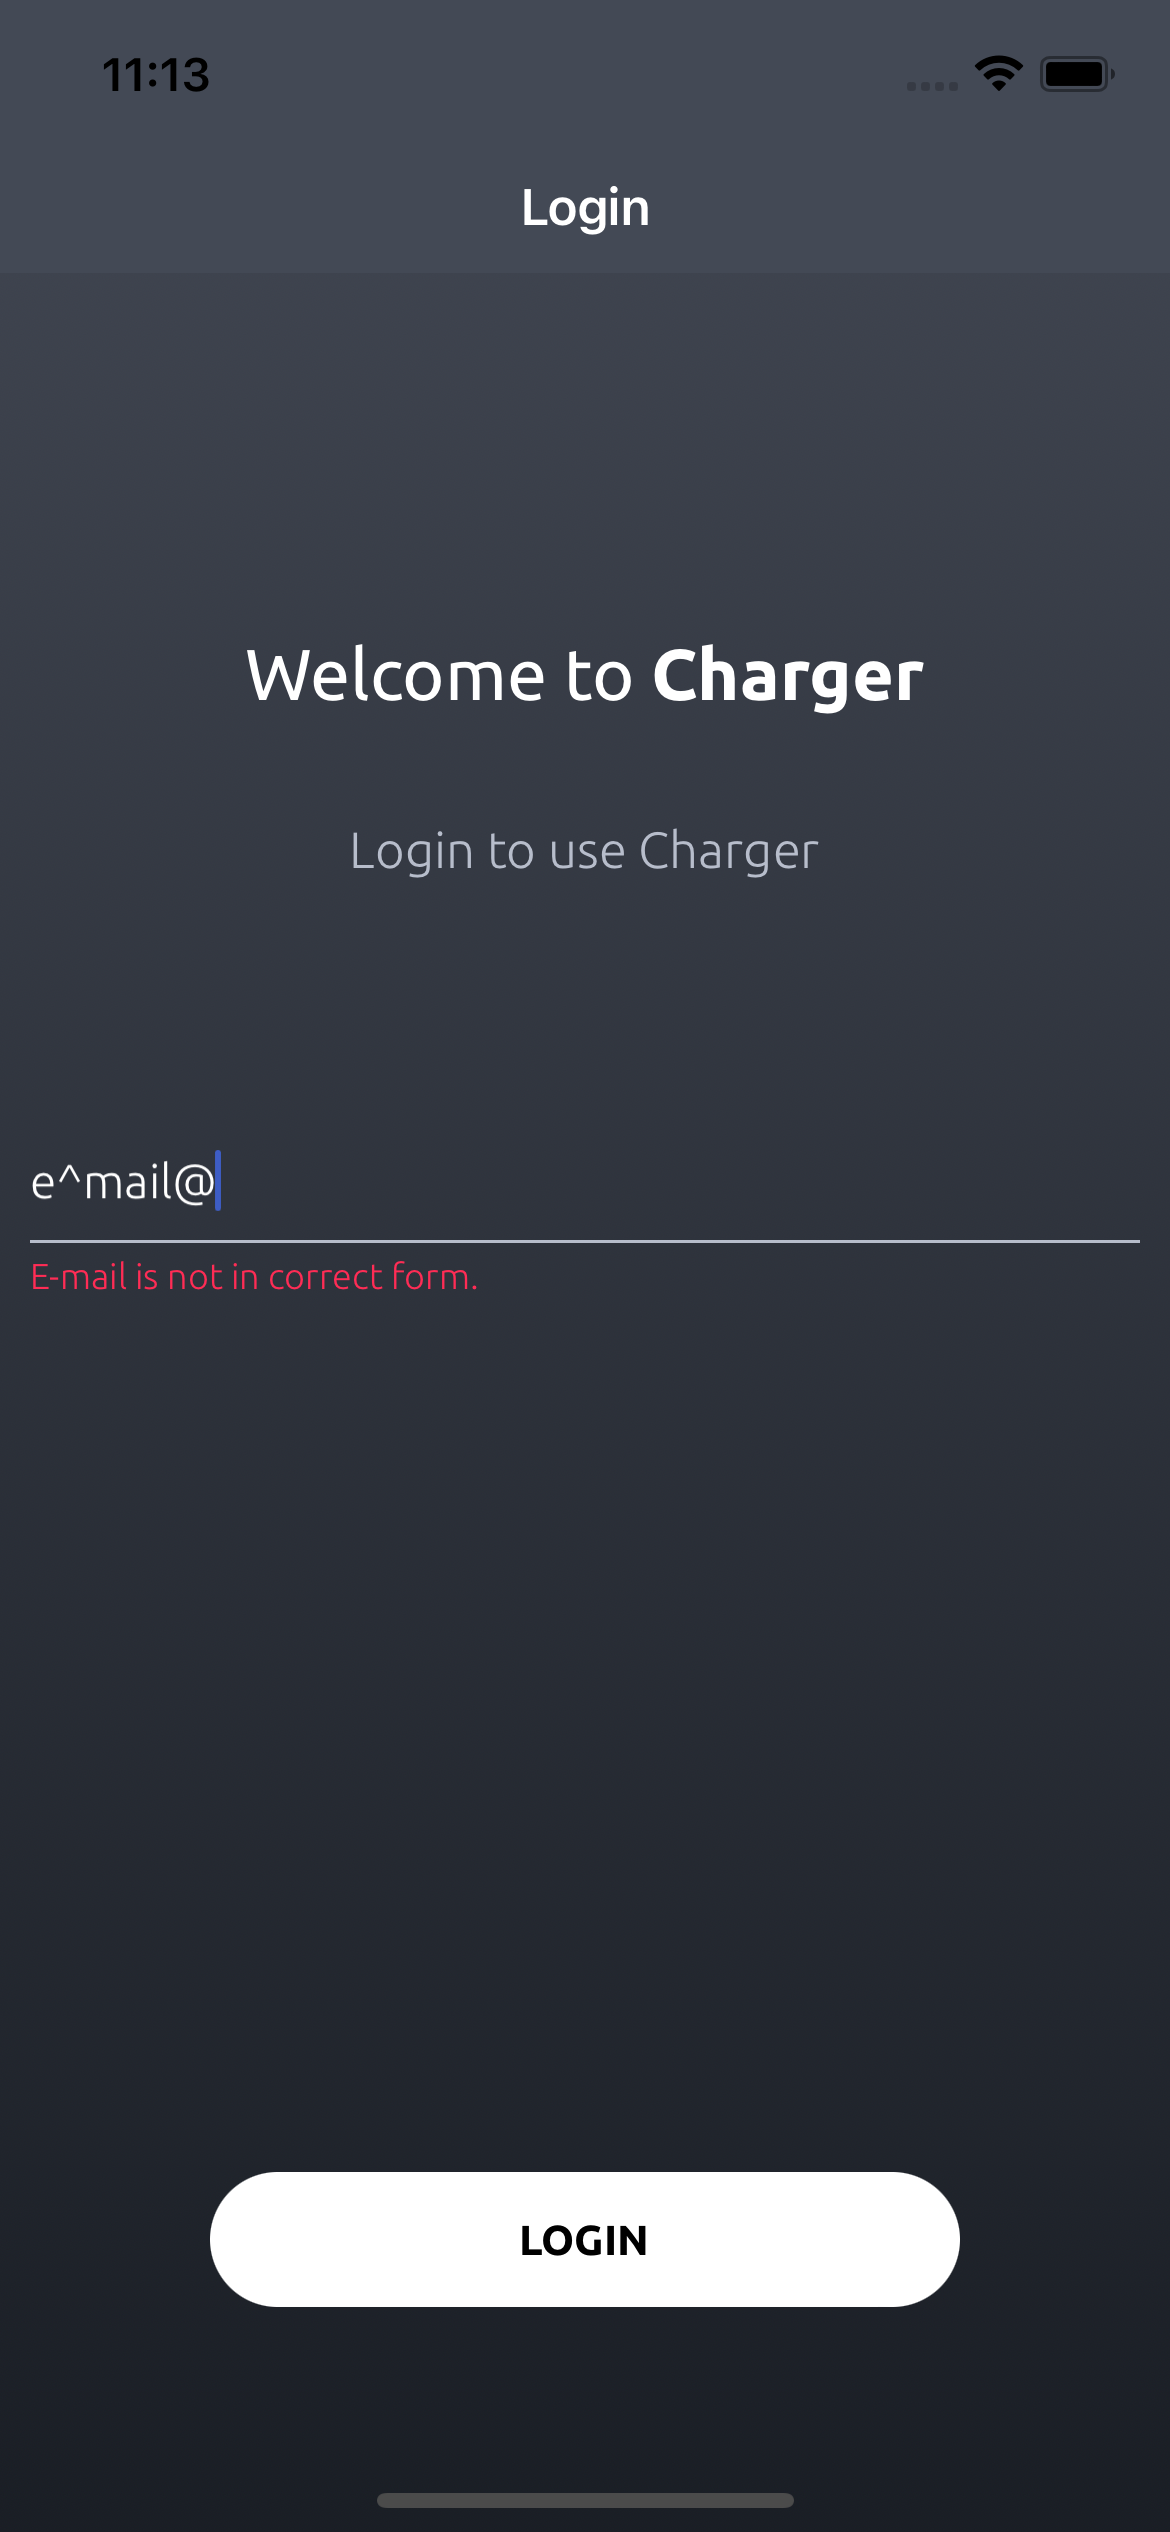 11:13
Login
Welcome to Charger
Login to use Charger
e^mail@
E-mail is not in correct form.
LOGIN